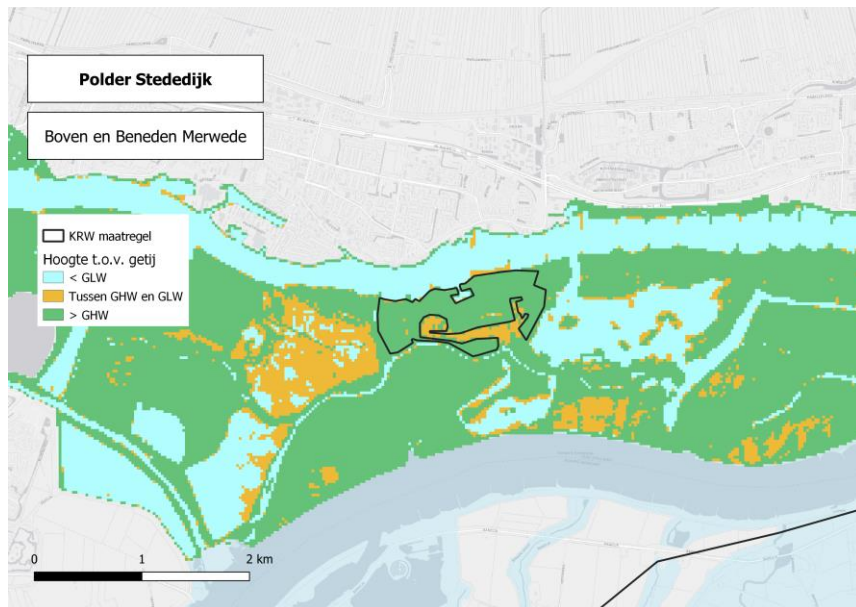 Polder Stededijk
Boven en Beneden Merwede
KRW maatregel
Hoogte t.o.v. getij
< GLW
Tussen GHW en GLW
> GHW
0 1 2 km